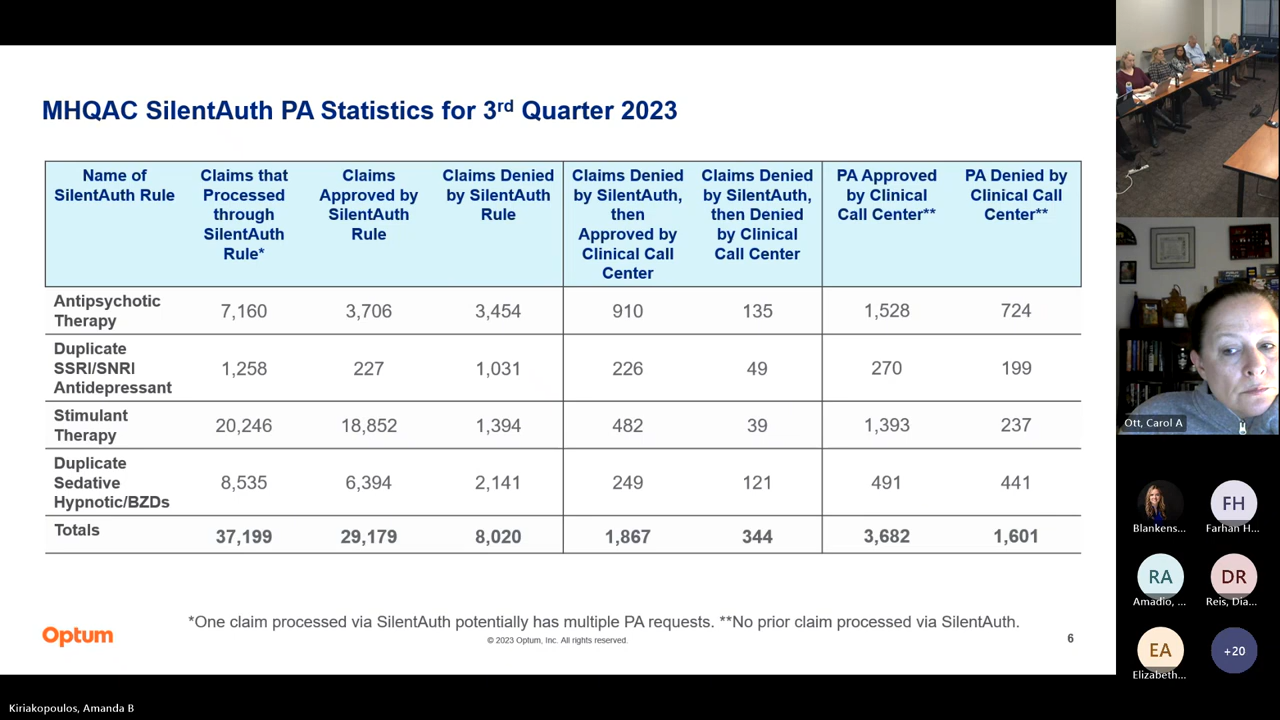 MHQAC SilentAuth PA Statistics for 3rd Quarter 2023
Name of SilentAuth Rule
Claims that Processed through SilentAuth Rule*
Claims Approved by SilentAuth Rule
Claims Denied by SilentAuth Rule
Claims Denied by SilentAuth, then Approved by Clinical Call Center
Claims Denied by SilentAuth, then Denied by Clinical Call Center
PA Approved by Clinical Call Center**
PA Denied by Clinical Call Center**
Antipsychotic Therapy 7,160 3,706 3,454 910 135 1,528 724
Duplicate SSRI/SNRI Antidepressant 1,258 227 1,031 226 49 270 199
Stimulant Therapy 20,246 18,852 1,394 482 39 1,393 237
Duplicate Sedative Hypnotic/BZDs 8,535 6,394 2,141 249 121 491 441
Totals 37,199 29,179 8,020 1,867 344 3,682 1,601
*One claim processed via SilentAuth potentially has multiple PA requests. **No prior claim processed via SilentAuth.
Optum
© 2023 Optum, Inc. All rights reserved.
6
Ott, Carol A
Blankens...
FH
Farhan H...
RA
Amadio, ...
DR
Reis, Dia...
EA
Elizabeth...
+20
Kiriakopoulos, Amanda B